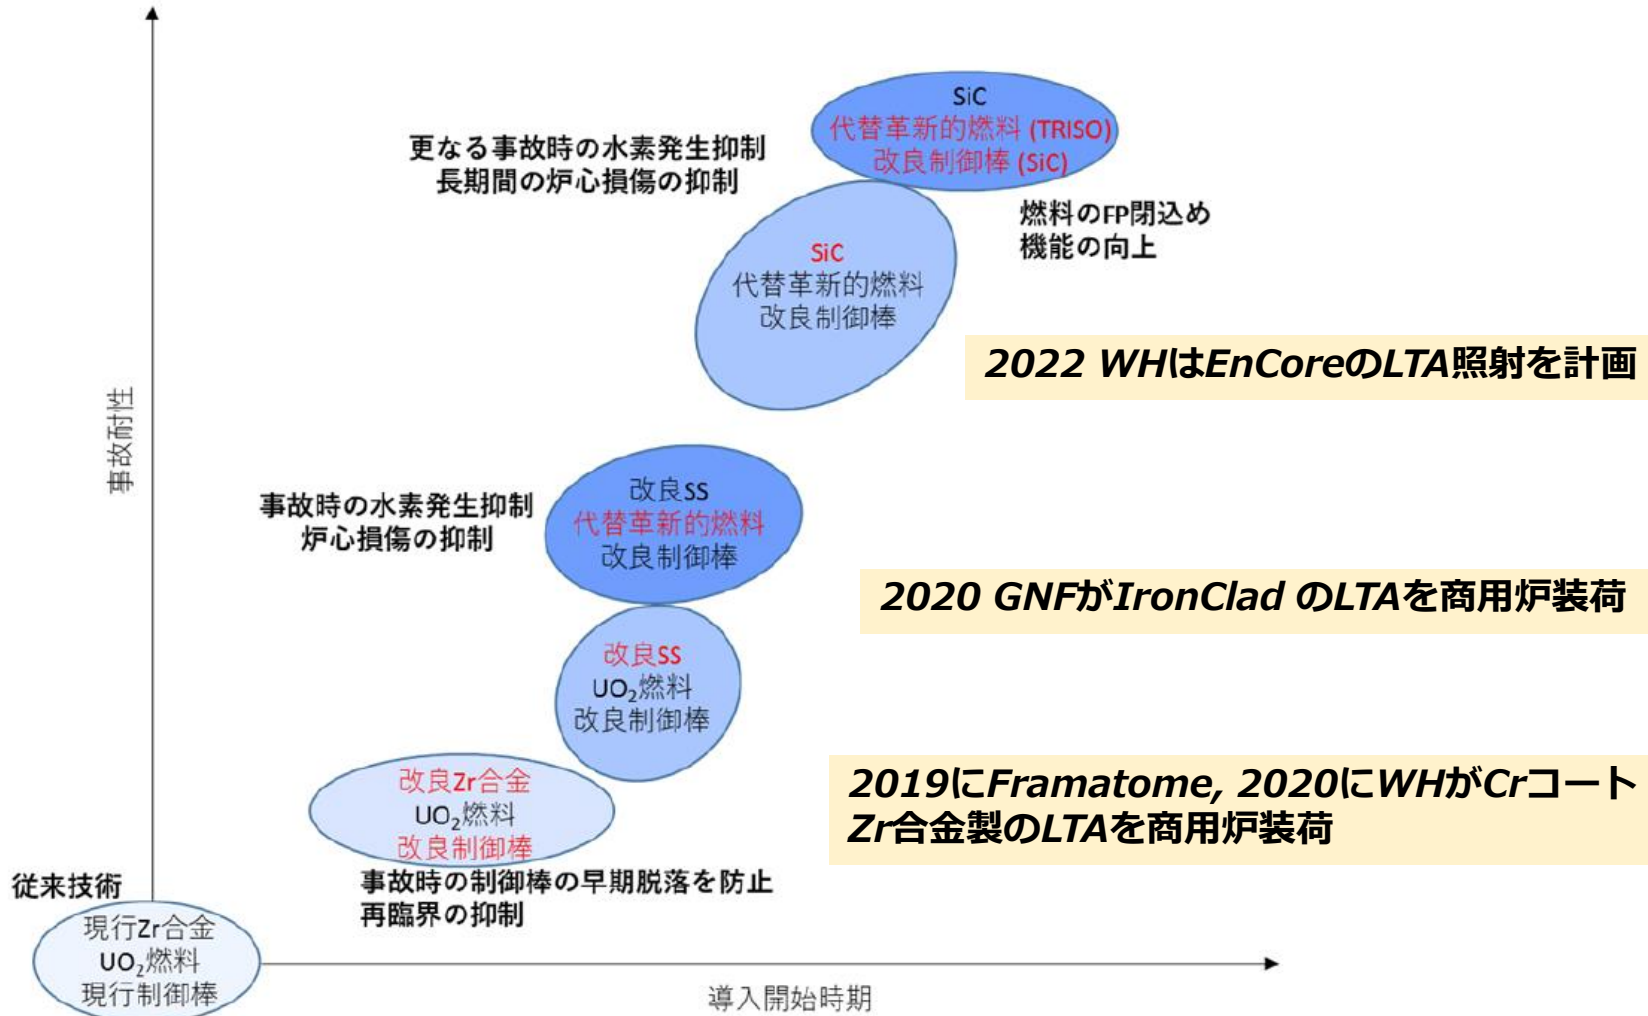 SiC
代替革新的燃料 (TRISO)
改良制御棒 (SiC)
更なる事故時の水素発生抑制
長期間の炉心損傷の抑制
燃料のFP閉込め
機能の向上
SiC
代替革新的燃料
改良制御棒
2022 WHはEnCoreのLTA照射を計画
事故耐性
事故時の水素発生抑制
炉心損傷の抑制
改良SS
代替革新的燃料
改良制御棒
2020 GNFがIronClad のLTAを商用炉装荷
改良SS
UO₂燃料
改良制御棒
改良Zr合金
UO₂燃料
改良制御棒
2019にFramatome, 2020にWHがCrコート
Zr合金製のLTAを商用炉装荷
事故時の制御棒の早期脱落を防止
再臨界の抑制
従来技術
現行Zr合金
UO₂燃料
現行制御棒
導入開始時期